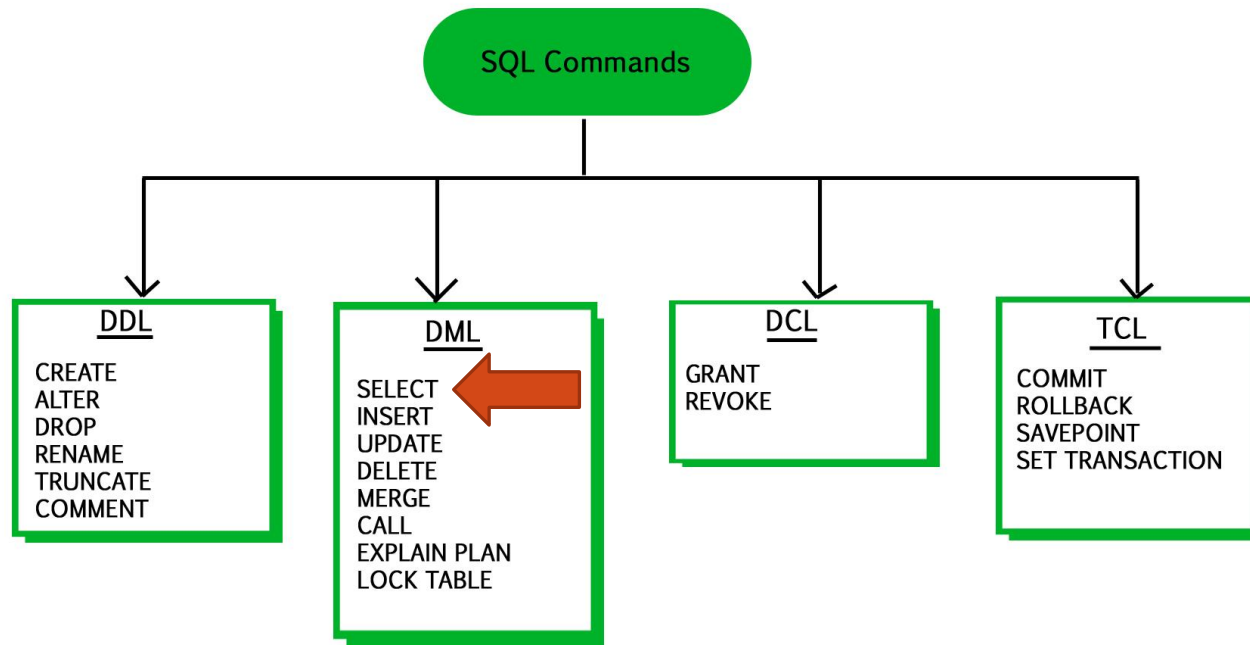 SQL Commands
DDL
CREATE
ALTER
DROP
RENAME
TRUNCATE
COMMENT
DML
SELECT
INSERT
UPDATE
DELETE
MERGE
CALL
EXPLAIN PLAN
LOCK TABLE
DCL
GRANT
REVOKE
TCL
COMMIT
ROLLBACK
SAVEPOINT
SET TRANSACTION